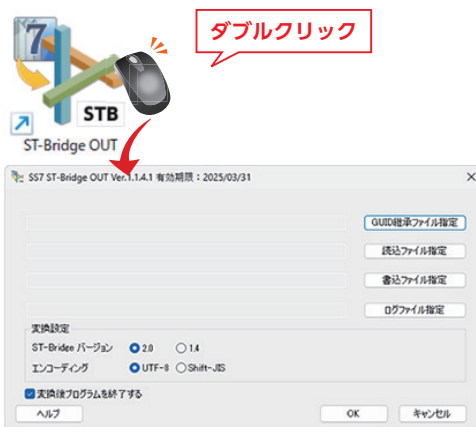 ダブルクリック
7
STB
ST-Bridge OUT
SS7 ST-Bridge OUT Ver.1.1.4.1 有効期限：2025/03/31
GUID継承ファイル指定
読込ファイル指定
書込ファイル指定
ログファイル指定
変換設定
ST-Bridge バージョン 2.0 1.4
エンコーディング UTF-8 Shift-JIS
変換後プログラムを終了する
ヘルプ OK キャンセル